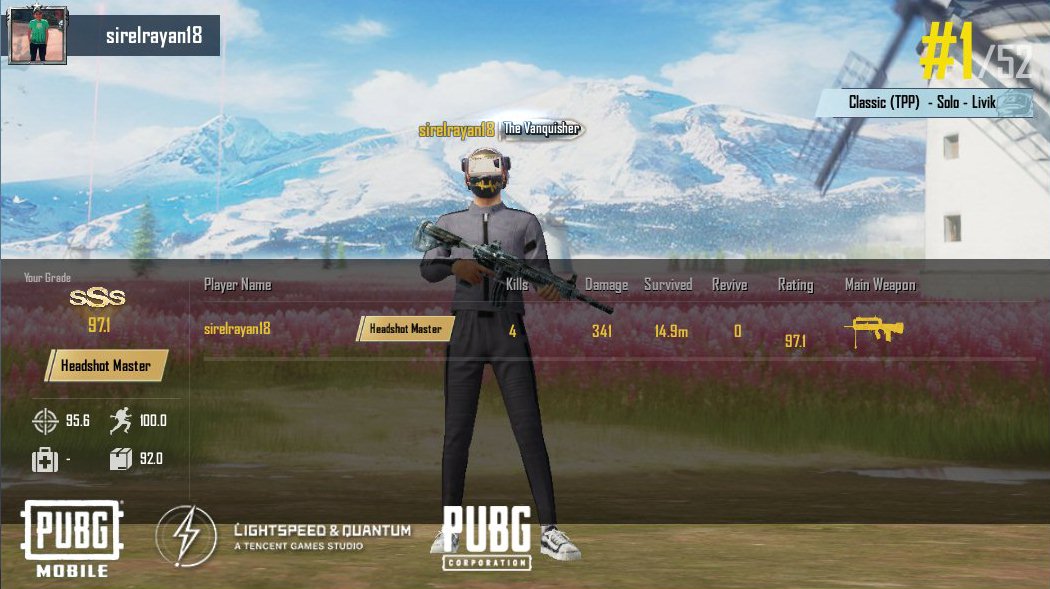 sirelrayan18
#1/52
Classic (TPP) - Solo - Livik
sirelrayan18 The Vanquisher
Your Grade
SSS
97.1
Headshot Master
95.6
100.0
-
92.0
Player Name Kills Damage Survived Revive Rating Main Weapon
sirelrayan18 Headshot Master 4 341 14.9m 0 97.1
PUBG
MOBILE
LIGHTSPEED & QUANTUM
A TENCENT GAMES STUDIO
PUBG
CORPORATION